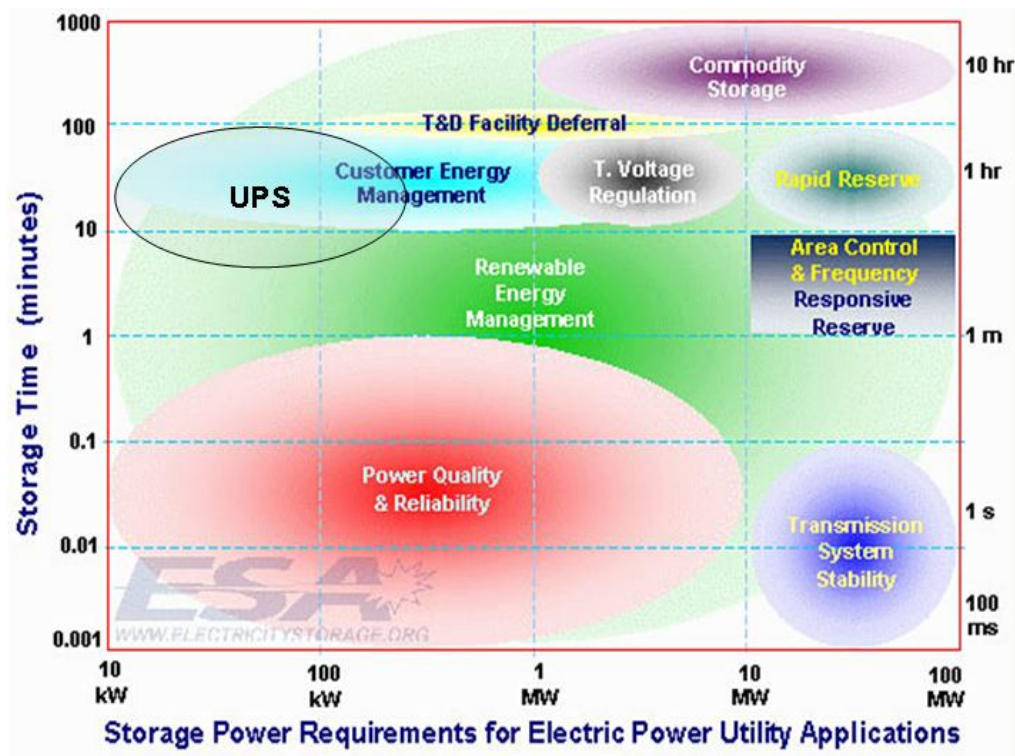 1000
Commodity
Storage
10 hr
100
T&D Facility Deferral
Customer Energy
Management
T. Voltage
Regulation
Rapid Reserve
1 hr
UPS
10
Renewable
Energy
Management
Area Control
& Frequency
Responsive
Reserve
1
1 m
0.1
Power Quality
& Reliability
1 s
Transmission
System
Stability
0.01
ESA
WWW.ELECTRICITYSTORAGE.ORG
100
ms
0.001
10
kW
100
kW
1
MW
10
MW
100
MW
Storage Time (minutes)
Storage Power Requirements for Electric Power Utility Applications